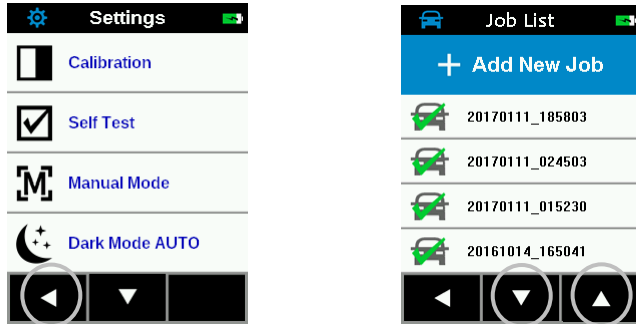 Settings
Calibration
Self Test
Manual Mode
Dark Mode AUTO
Job List
+ Add New Job
20170111_185803
20170111_024503
20170111_015230
20161014_165041